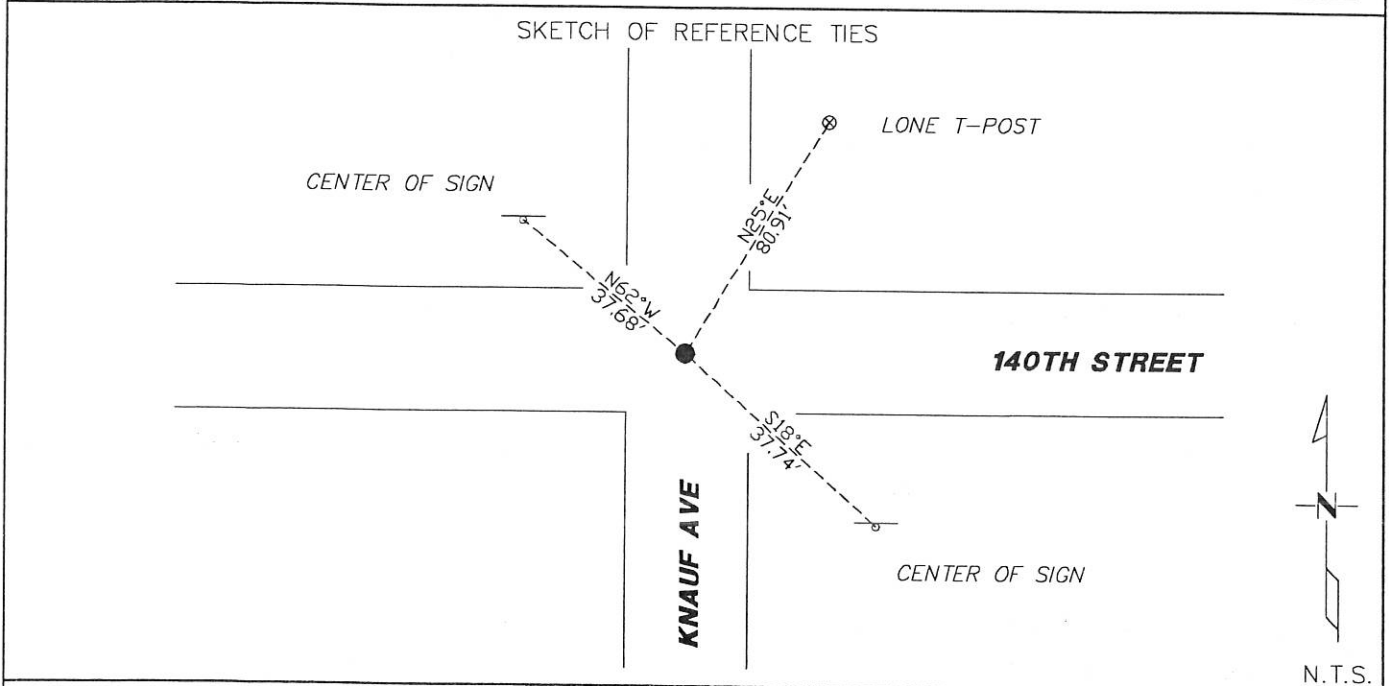 SKETCH OF REFERENCE TIES
LONE T-POST
CENTER OF SIGN
N25°E
80.91'
N62°W
37.68'
140TH STREET
S18°E
37.74'
KNAUF AVE
CENTER OF SIGN
N
N.T.S.